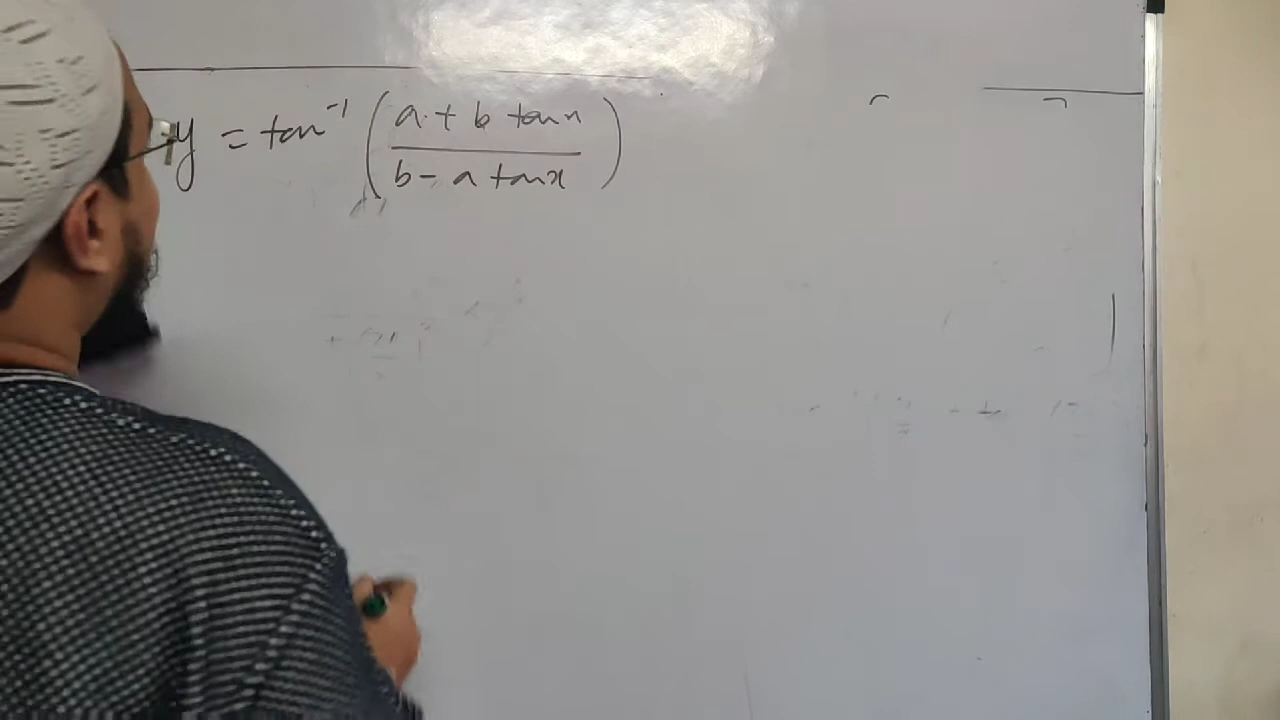 y = tan⁻¹ ( (a + b tan x) / (b - a tan x) )